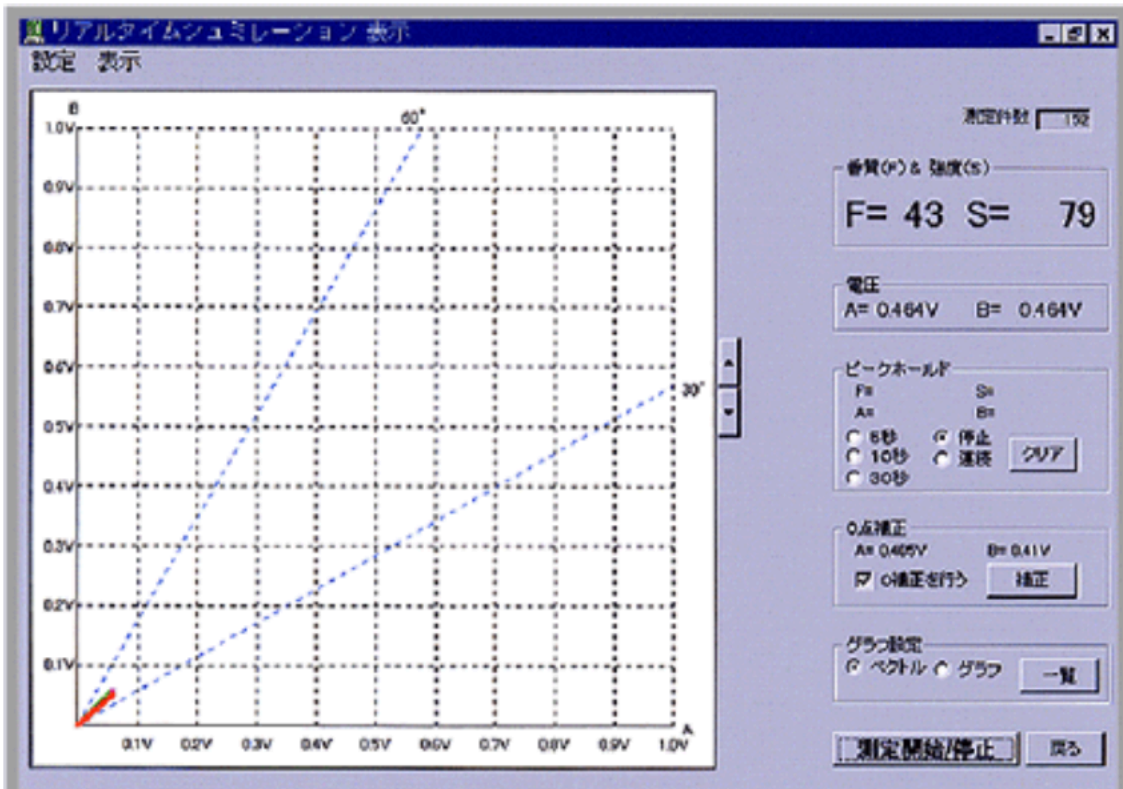 リアルタイムシュミレーション 表示
設定 表示
B
60°
1.0V
0.9V
0.8V
0.7V
0.6V
0.5V
0.4V
0.3V
0.2V
0.1V
30°
A
0.1V 0.2V 0.3V 0.4V 0.5V 0.6V 0.7V 0.8V 0.9V 1.0V
測定件数 152
香質(F) & 強度(S)
F= 43 S= 79
電圧
A= 0.464V B= 0.464V
ピークホールド
F= S=
A= B=
5秒 停止
10秒 連続
30秒
クリア
0点補正
A= 0.405V B= 0.41V
0補正を行う 補正
グラフ設定
ベクトル グラフ 一覧
測定開始/停止 戻る